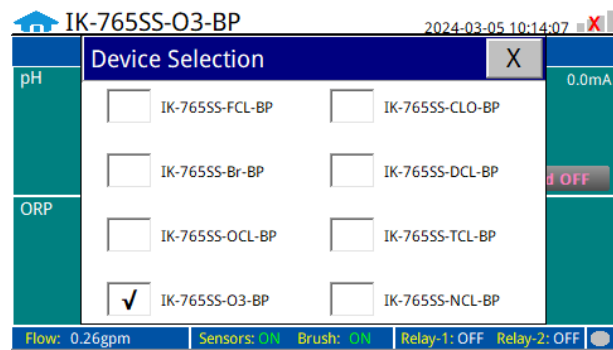 IK-765SS-O3-BP 2024-03-05 10:14:07
Device Selection X
pH 0.0mA
IK-765SS-FCL-BP IK-765SS-CLO-BP
IK-765SS-Br-BP IK-765SS-DCL-BP
OFF
ORP
IK-765SS-OCL-BP IK-765SS-TCL-BP
√ IK-765SS-O3-BP IK-765SS-NCL-BP
Flow: 0.26gpm Sensors: ON Brush: ON Relay-1: OFF Relay-2: OFF